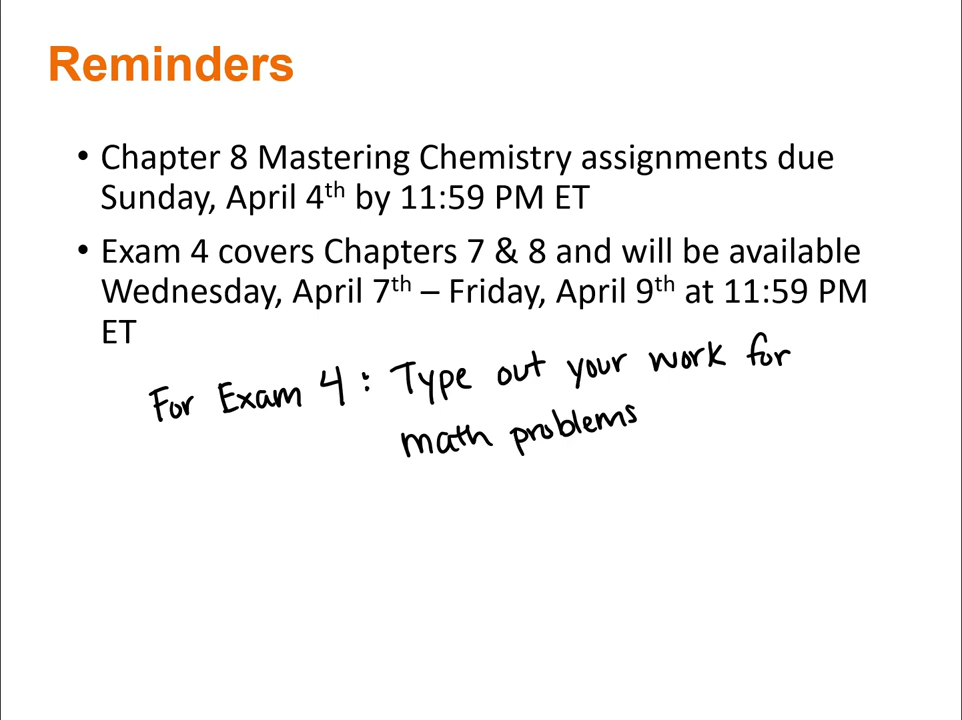 Reminders
• Chapter 8 Mastering Chemistry assignments due
Sunday, April 4th by 11:59 PM ET
• Exam 4 covers Chapters 7 & 8 and will be available
Wednesday, April 7th – Friday, April 9th at 11:59 PM
ET
For Exam 4: Type out your work for
math problems